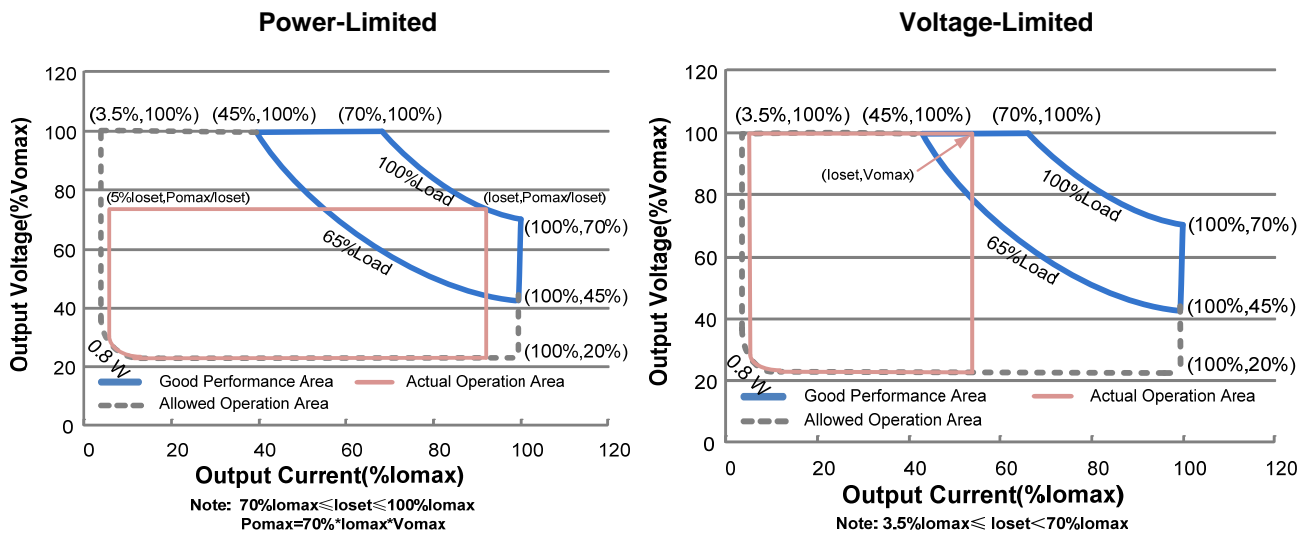 Power-Limited
Output Voltage(%Vomax)
120
100
80
60
40
20
0
(3.5%,100%)
(45%,100%)
(70%,100%)
100%Load
65%Load
(5%Ioset,Pomax/Ioset)
(Ioset,Pomax/Ioset)
(100%,70%)
(100%,45%)
(100%,20%)
0.8 W
Good Performance Area
Actual Operation Area
Allowed Operation Area
0
20
40
60
80
100
120
Output Current(%Iomax)
Note: 70%Iomax≤Ioset≤100%Iomax
Pomax=70%*Iomax*Vomax
Voltage-Limited
Output Voltage(%Vomax)
120
100
80
60
40
20
0
(3.5%,100%)
(45%,100%)
(70%,100%)
(Ioset,Vomax)
100%Load
65%Load
(100%,70%)
(100%,45%)
(100%,20%)
0.8 W
Good Performance Area
Actual Operation Area
Allowed Operation Area
0
20
40
60
80
100
120
Output Current(%Iomax)
Note: 3.5%Iomax≤ Ioset<70%Iomax